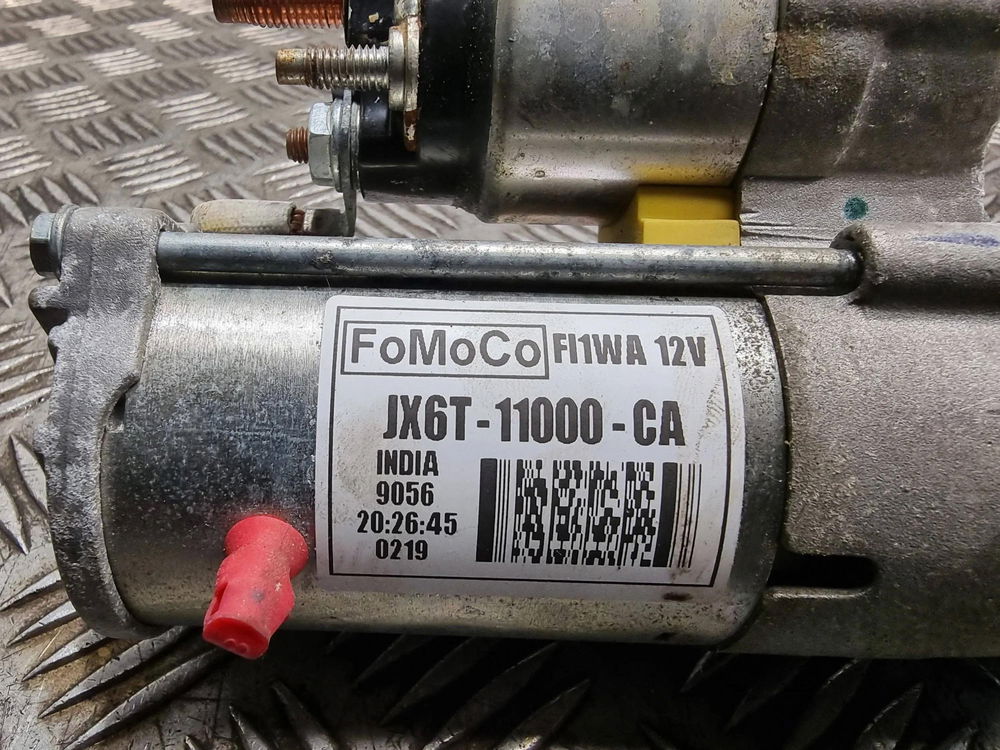 FoMoCo FI1WA 12V
JX6T-11000-CA
INDIA
9056
20:26:45
0219